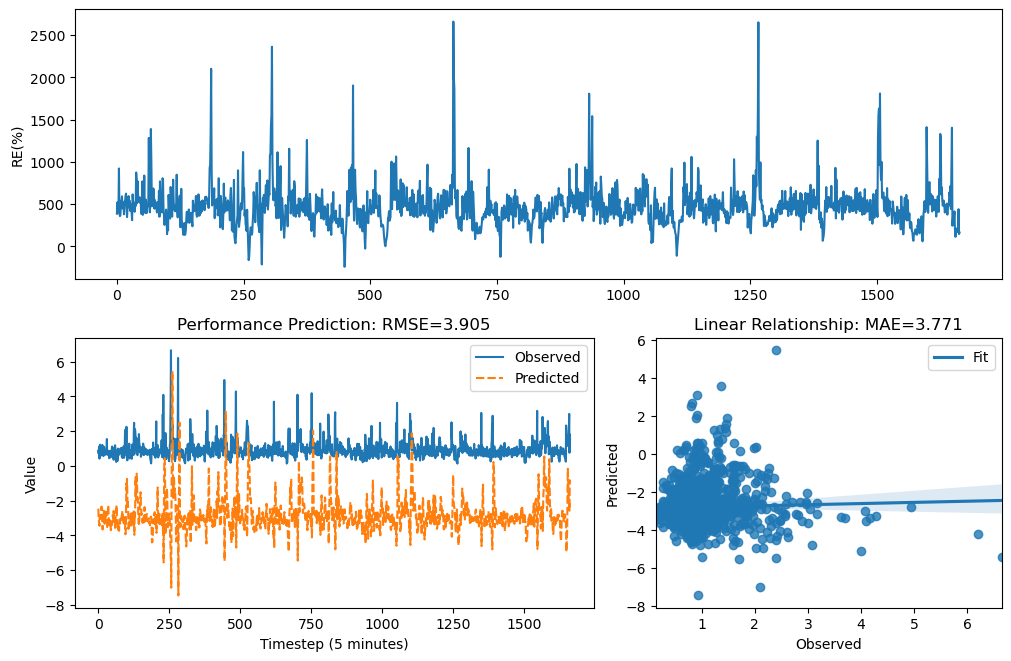 RE(%)
2500
2000
1500
1000
500
0
0 250 500 750 1000 1250 1500
Performance Prediction: RMSE=3.905
Value
6
4
2
0
−2
−4
−6
−8
Observed
Predicted
0 250 500 750 1000 1250 1500
Timestep (5 minutes)
Linear Relationship: MAE=3.771
Predicted
6
4
2
0
−2
−4
−6
−8
Fit
1 2 3 4 5 6
Observed